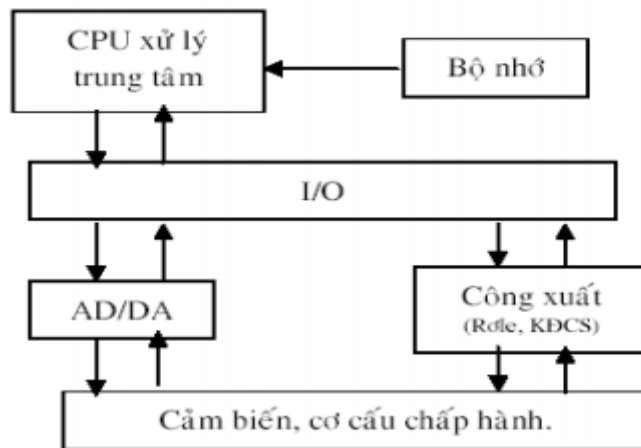 CPU xử lý
trung tâm
Bộ nhớ
I/O
AD/DA
Công xuất
(Rơle, KĐCS)
Cảm biến, cơ cấu chấp hành.